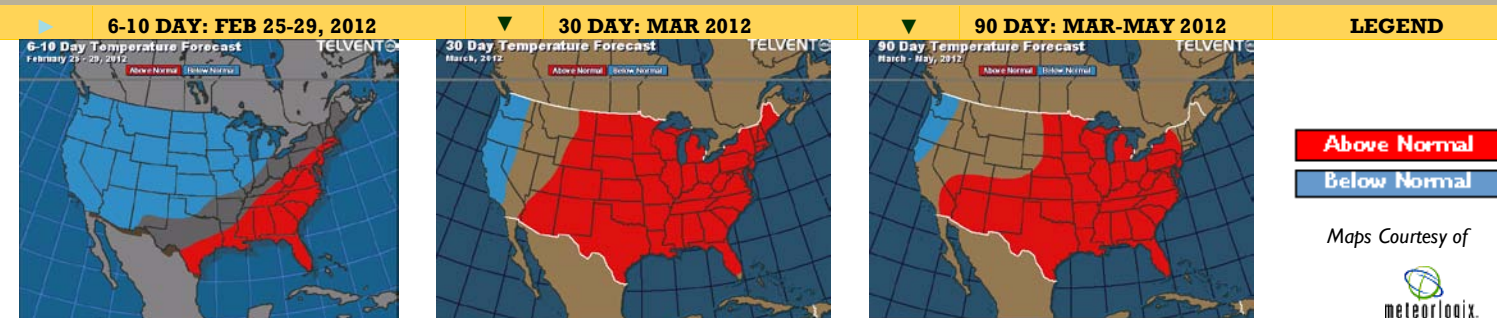 6-10 DAY: FEB 25-29, 2012
30 DAY: MAR 2012
90 DAY: MAR-MAY 2012
LEGEND
6-10 Day Temperature Forecast
TELVENT
February 25 - 29, 2012
Above Normal Below Normal
30 Day Temperature Forecast
TELVENT
March, 2012
Above Normal Below Normal
90 Day Temperature Forecast
TELVENT
March - May, 2012
Above Normal Below Normal
Above Normal
Below Normal
Maps Courtesy of
meteorlogix.